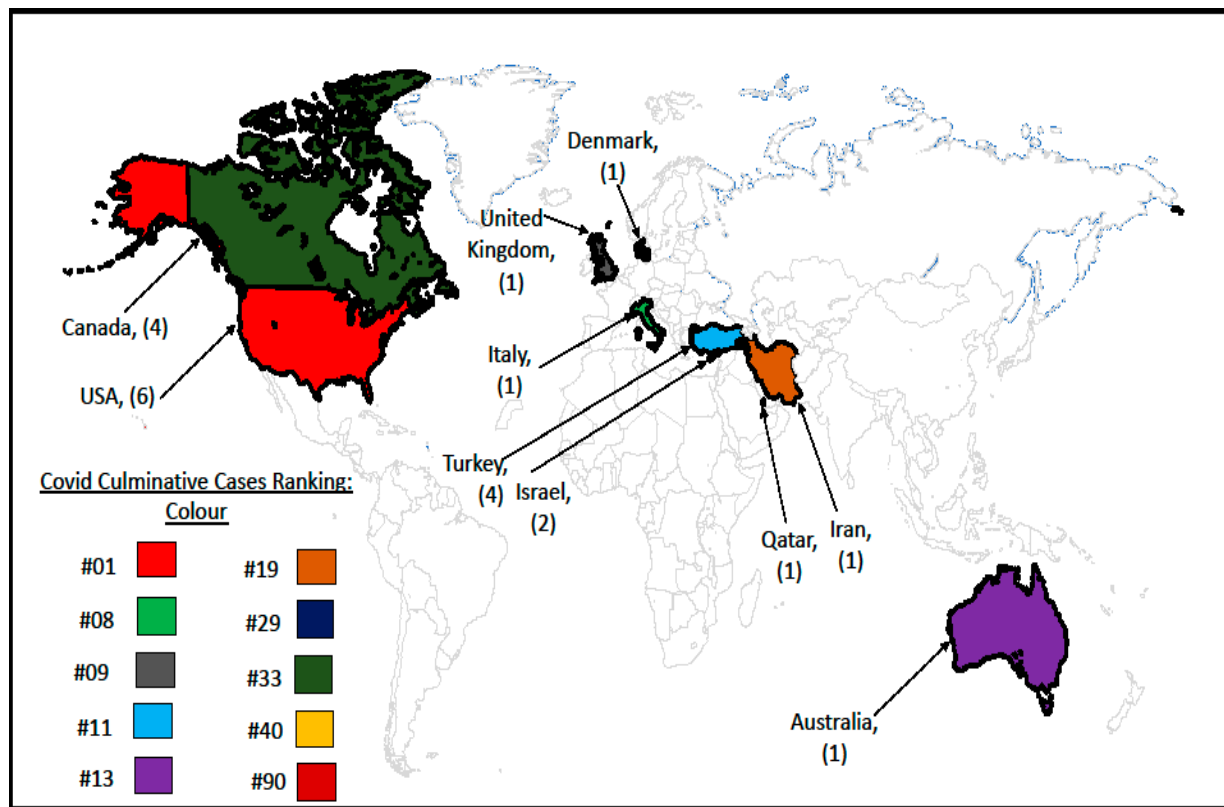 Denmark,
(1)
United
Kingdom,
(1)
Canada, (4)
USA, (6)
Italy,
(1)
Turkey,
(4)
Israel,
(2)
Qatar,
(1)
Iran,
(1)
Australia,
(1)
Covid Culminative Cases Ranking:
Colour
#01
#19
#08
#29
#09
#33
#11
#40
#13
#90